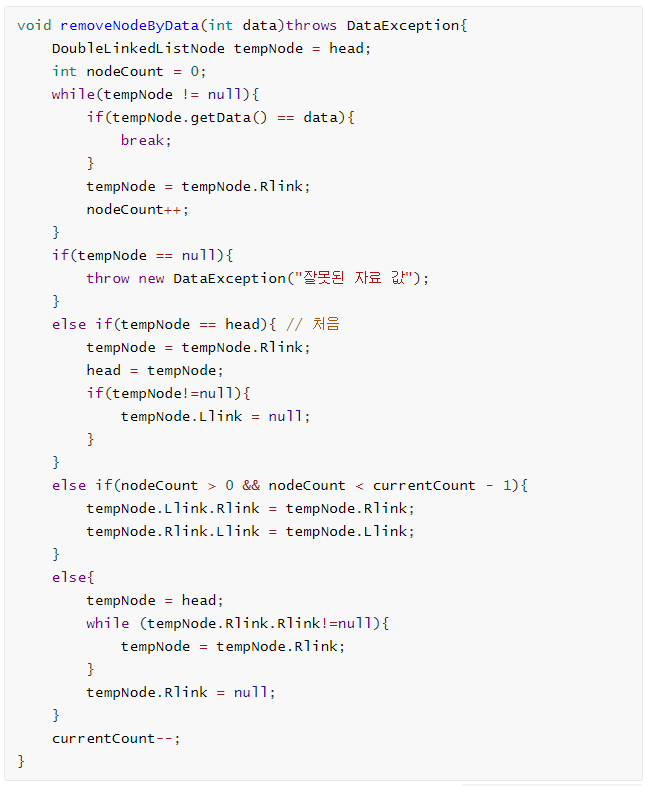 void removeNodeByData(int data)throws DataException{
    DoubleLinkedListNode tempNode = head;
    int nodeCount = 0;
    while(tempNode != null){
        if(tempNode.getData() == data){
            break;
        }
        tempNode = tempNode.Rlink;
        nodeCount++;
    }
    if(tempNode == null){
        throw new DataException("잘못된 자료 값");
    }
    else if(tempNode == head){ // 처음
        tempNode = tempNode.Rlink;
        head = tempNode;
        if(tempNode!=null){
            tempNode.Llink = null;
        }
    }
    else if(nodeCount > 0 && nodeCount < currentCount - 1){
        tempNode.Llink.Rlink = tempNode.Rlink;
        tempNode.Rlink.Llink = tempNode.Llink;
    }
    else{
        tempNode = head;
        while (tempNode.Rlink.Rlink!=null){
            tempNode = tempNode.Rlink;
        }
        tempNode.Rlink = null;
    }
    currentCount--;
}